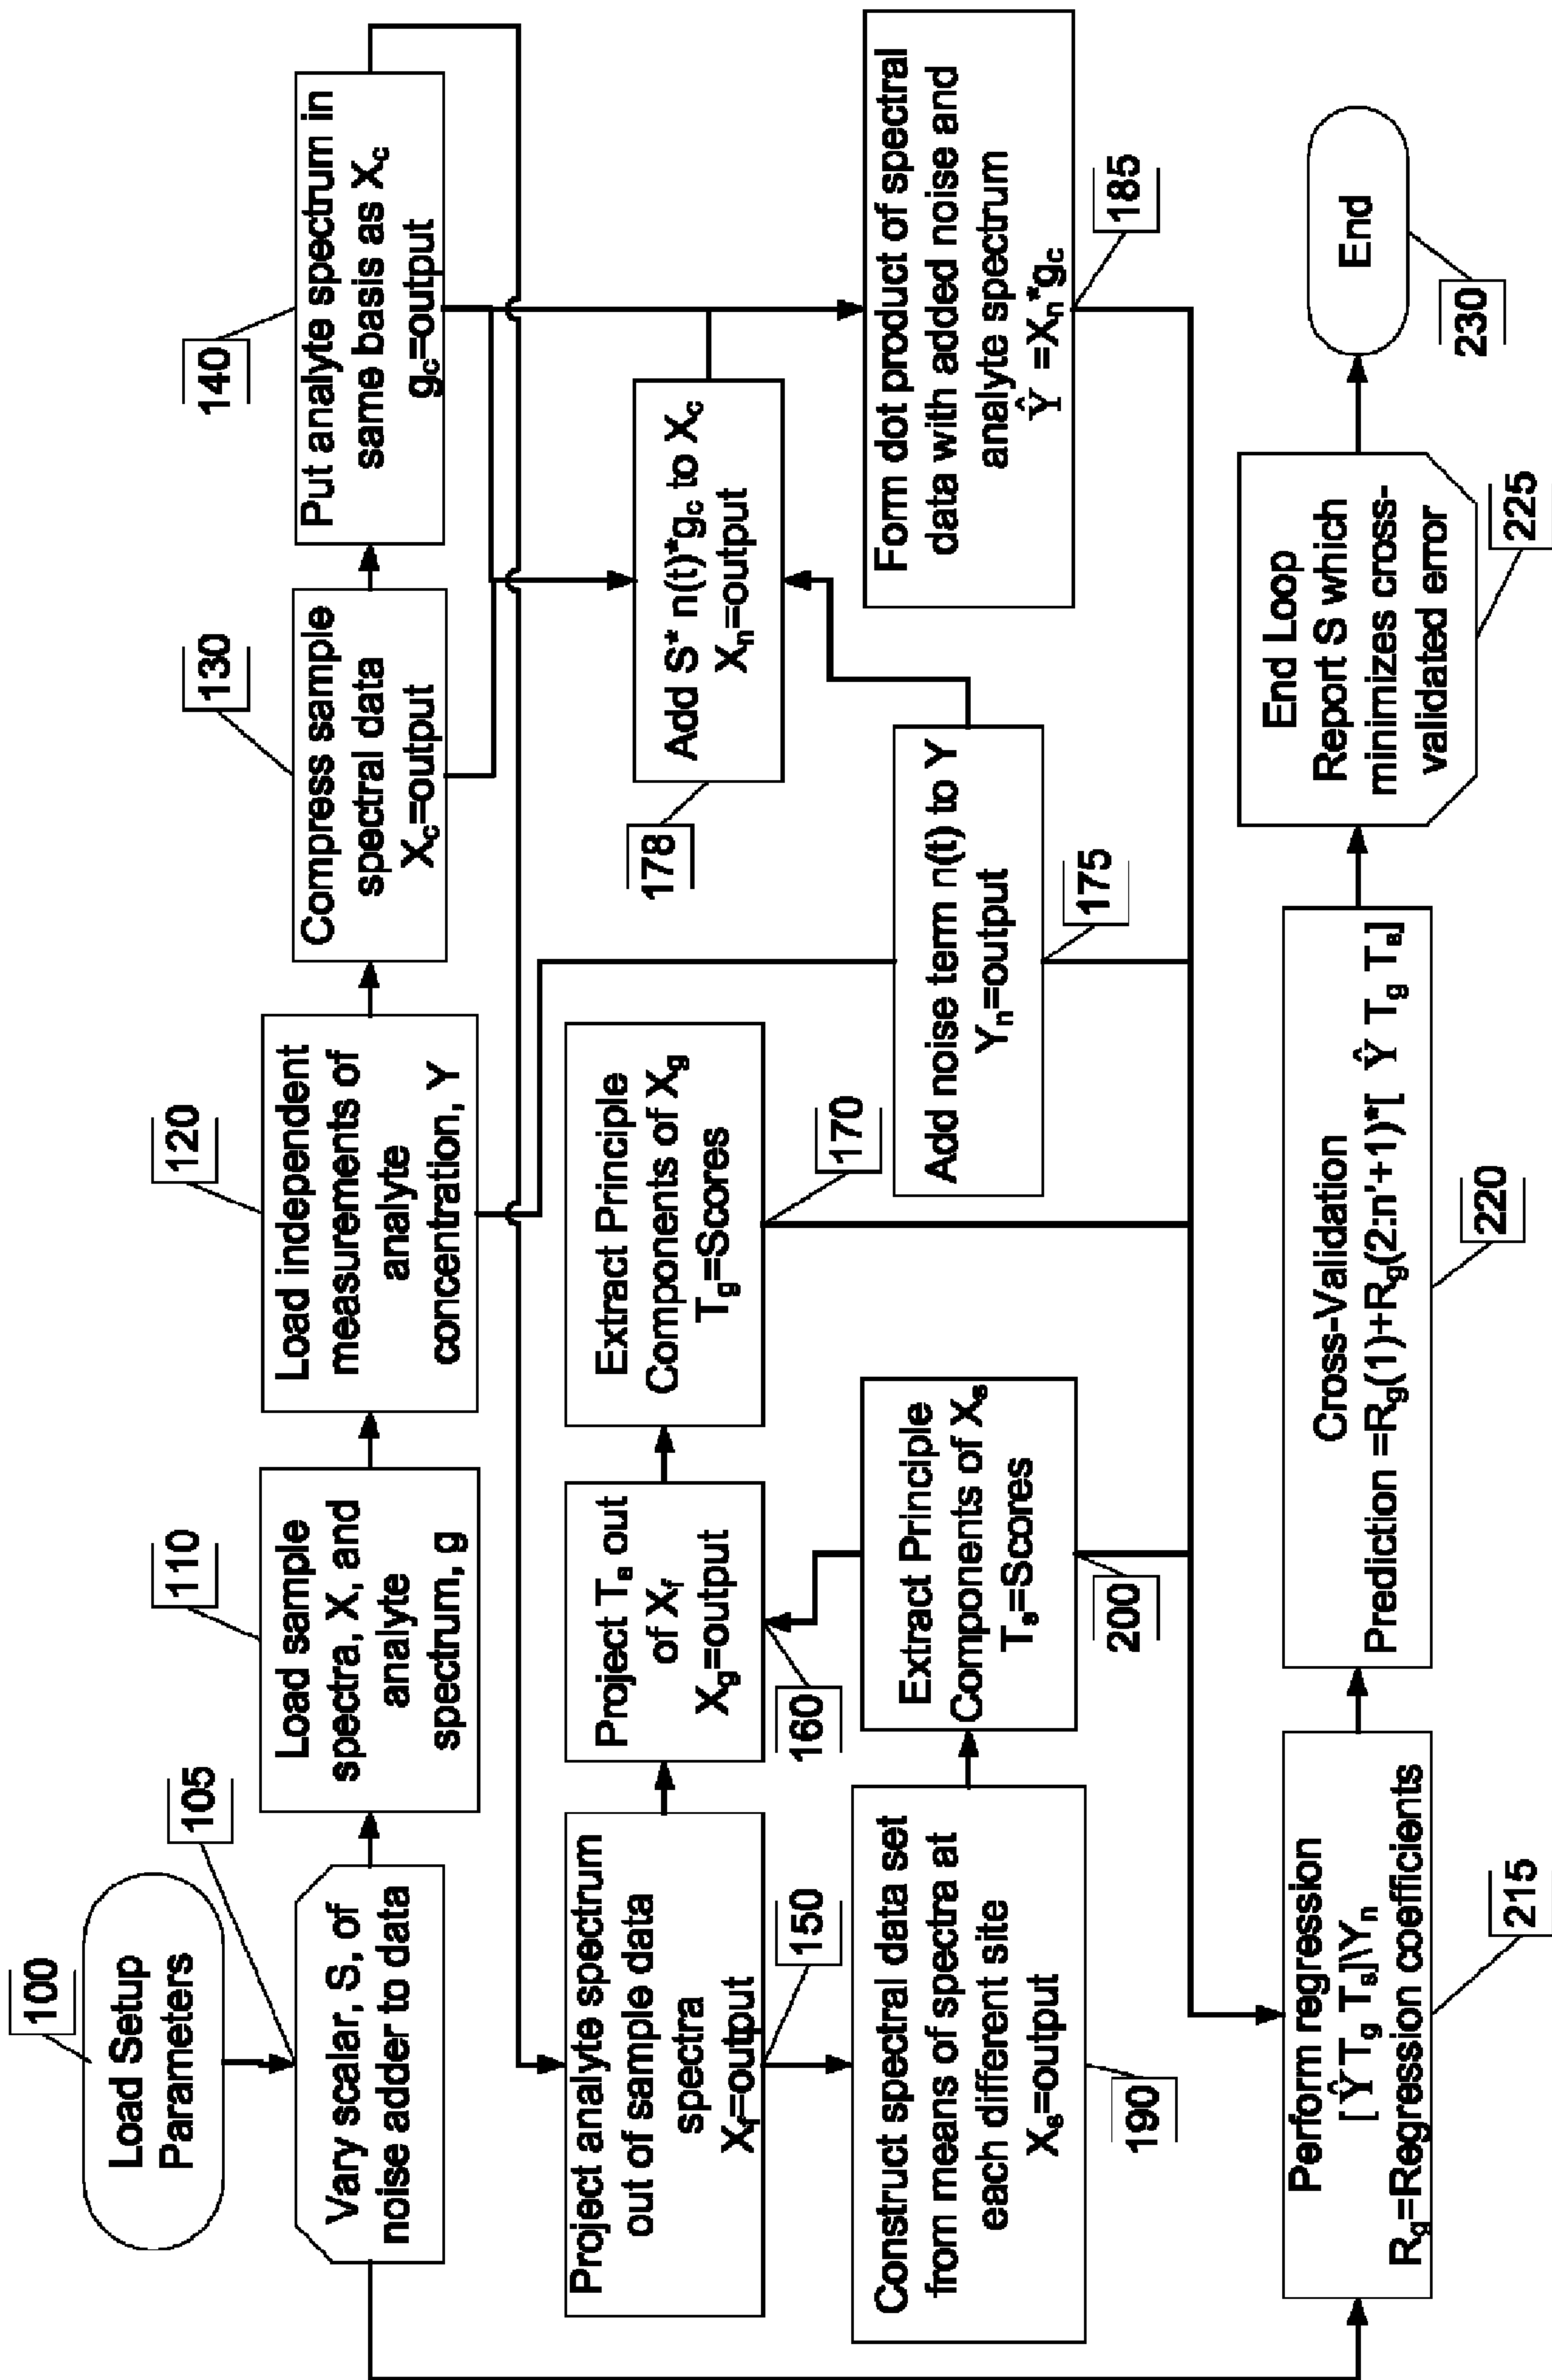 100
Load Setup
Parameters
105
Vary scalar, S, of
noise adder to data
110
Load sample
spectra, X, and
analyte
spectrum, g
120
Load independent
measurements of
analyte
concentration, Y
130
Compress sample
spectral data
X_c=output
140
Put analyte spectrum in
same basis as X_c
g_c=output
Project analyte spectrum
out of sample data
spectra
X_f=output
150
Project T_s out
of X_f
X_g=output
160
Extract Principle
Components of X_g
T_g=Scores
170
178
Add S* n(t)*g_c to X_c
X_n=output
Construct spectral data set
from means of spectra at
each different site
X_s=output
190
Extract Principle
Components of X_s
T_s=Scores
200
Add noise term n(t) to Y
Y_n=output
175
Form dot product of spectral
data with added noise and
analyte spectrum
Ŷ =X_n*g_c
185
Perform regression
[ Ŷ T_g T_s]\Y_n
R_g=Regression coefficients
215
Cross-Validation
Prediction =R_g(1)+R_g(2:n'+1)*[ Ŷ T_g T_s]
220
End Loop
Report S which
minimizes cross-
validated error
225
End
230